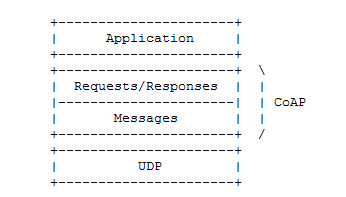 Application
Requests/Responses
CoAP
Messages
UDP